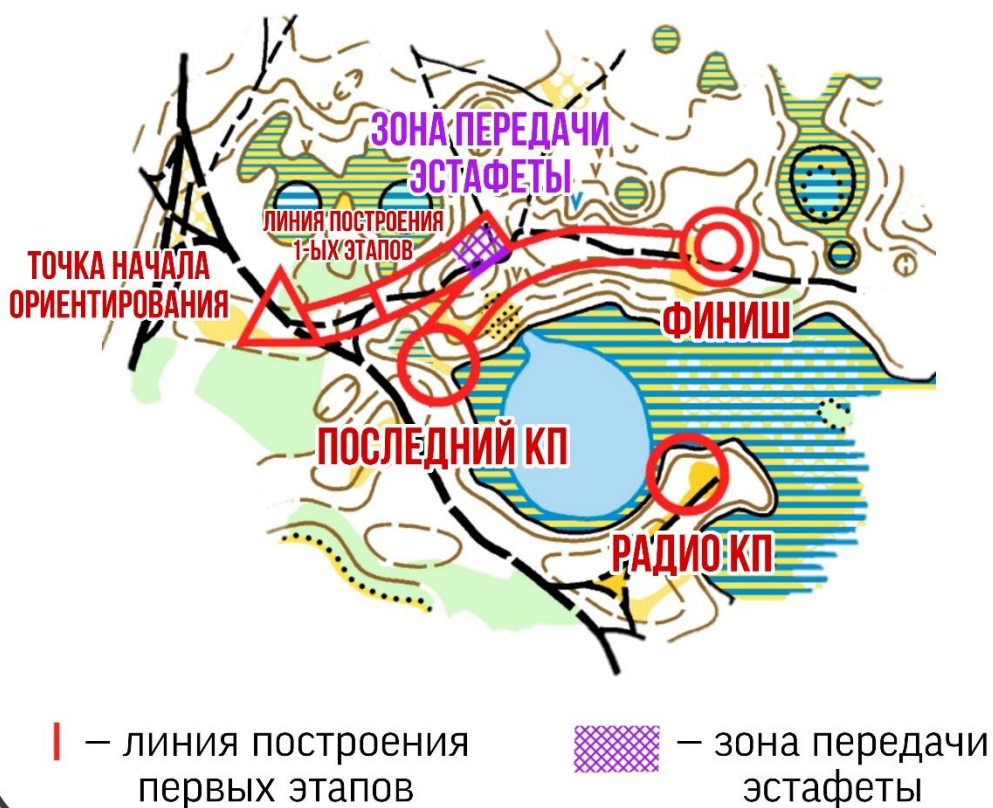 ЗОНА ПЕРЕДАЧИ
ЭСТАФЕТЫ
ЛИНИЯ ПОСТРОЕНИЯ
1-ЫХ ЭТАПОВ
ТОЧКА НАЧАЛА
ОРИЕНТИРОВАНИЯ
ФИНИШ
ПОСЛЕДНИЙ КП
РАДИО КП
– линия построения
первых этапов
– зона передачи
эстафеты